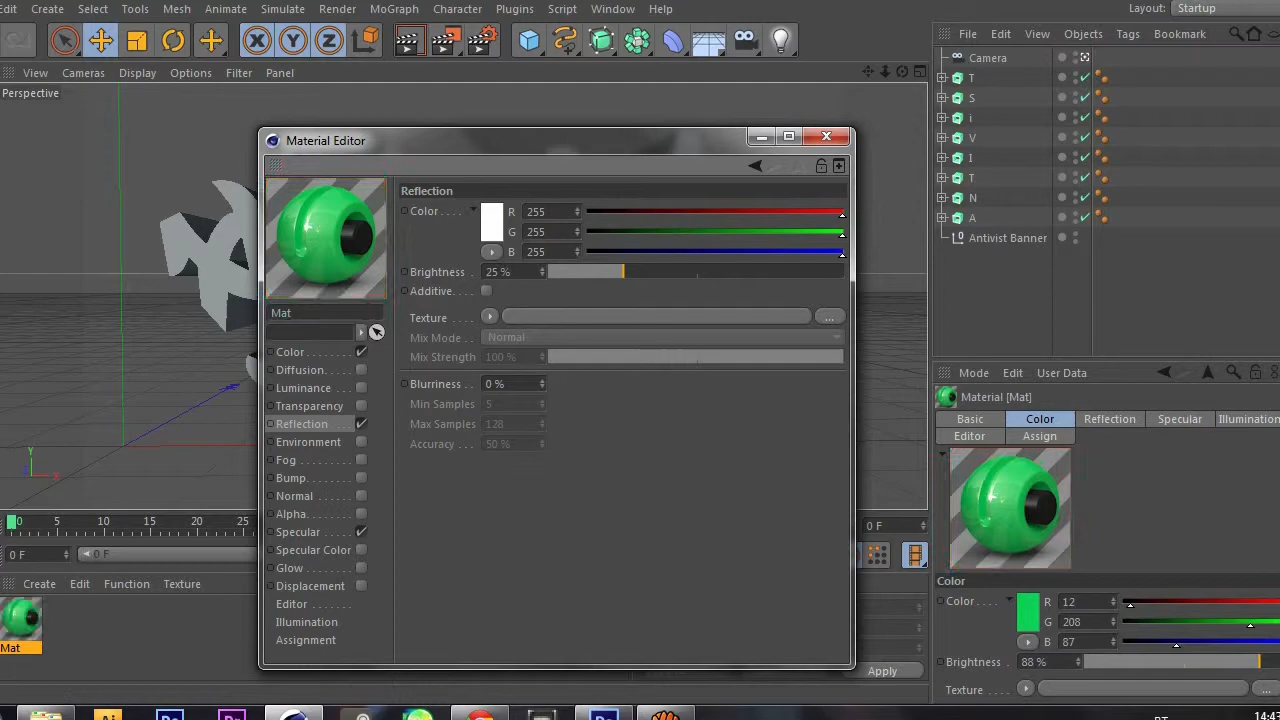 Edit Create Select Tools Mesh Animate Simulate Render MoGraph Character Plugins Script Window Help Layout: Startup
X Y Z
File Edit View Objects Tags Bookmark
View Cameras Display Options Filter Panel
Perspective
Camera
T
S
i
V
I
T
N
A
Antivist Banner
Material Editor
Reflection
Color . . . . R 255
G 255
B 255
Brightness . 25 %
Additive. . . .
Texture . . . . ...
Mix Mode . Normal
Mix Strength 100 %
Blurriness . . 0 %
Min Samples 5
Max Samples 128
Accuracy . . . 50 %
Mat
Color . . . . . . . .
Diffusion. . . . .
Luminance . . . .
Transparency
Reflection . . . .
Environment
Fog . . . . . . . . .
Bump. . . . . . .
Normal . . . . . .
Alpha. . . . . . .
Specular . . . . .
Specular Color
Glow . . . . . . . .
Displacement
Editor . . . . . . .
Illumination
Assignment
Y
Z
X
0 5 10 15 20 25
0 F
0 F
0 F
Create Edit Function Texture
Mat
Apply
Mode Edit User Data
Material [Mat]
Basic Color Reflection Specular Illumination
Editor Assign
Color
Color . . . . R 12
G 208
B 87
Brightness . 88 %
Texture . . . . ...
Ai
PT 14:43